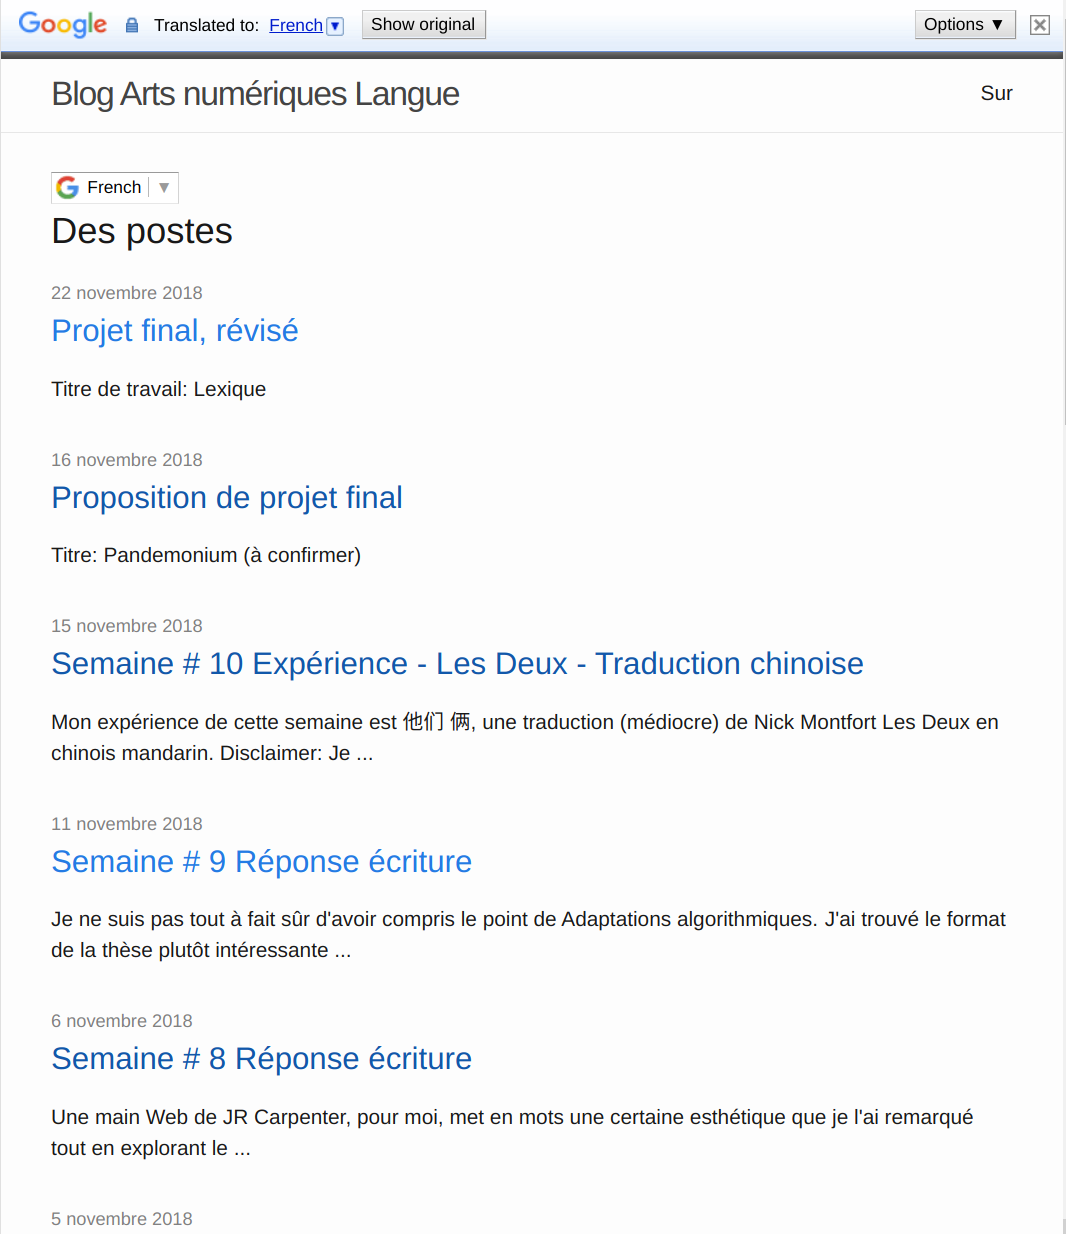 Google Translated to: French ▼ Show original Options ▼
Blog Arts numériques Langue Sur
French ▼
Des postes
22 novembre 2018
Projet final, révisé
Titre de travail: Lexique
16 novembre 2018
Proposition de projet final
Titre: Pandemonium (à confirmer)
15 novembre 2018
Semaine # 10 Expérience - Les Deux - Traduction chinoise
Mon expérience de cette semaine est 他们 俩, une traduction (médiocre) de Nick Montfort Les Deux en
chinois mandarin. Disclaimer: Je ...
11 novembre 2018
Semaine # 9 Réponse écriture
Je ne suis pas tout à fait sûr d'avoir compris le point de Adaptations algorithmiques. J'ai trouvé le format
de la thèse plutôt intéressante ...
6 novembre 2018
Semaine # 8 Réponse écriture
Une main Web de JR Carpenter, pour moi, met en mots une certaine esthétique que je l'ai remarqué
tout en explorant le ...
5 novembre 2018